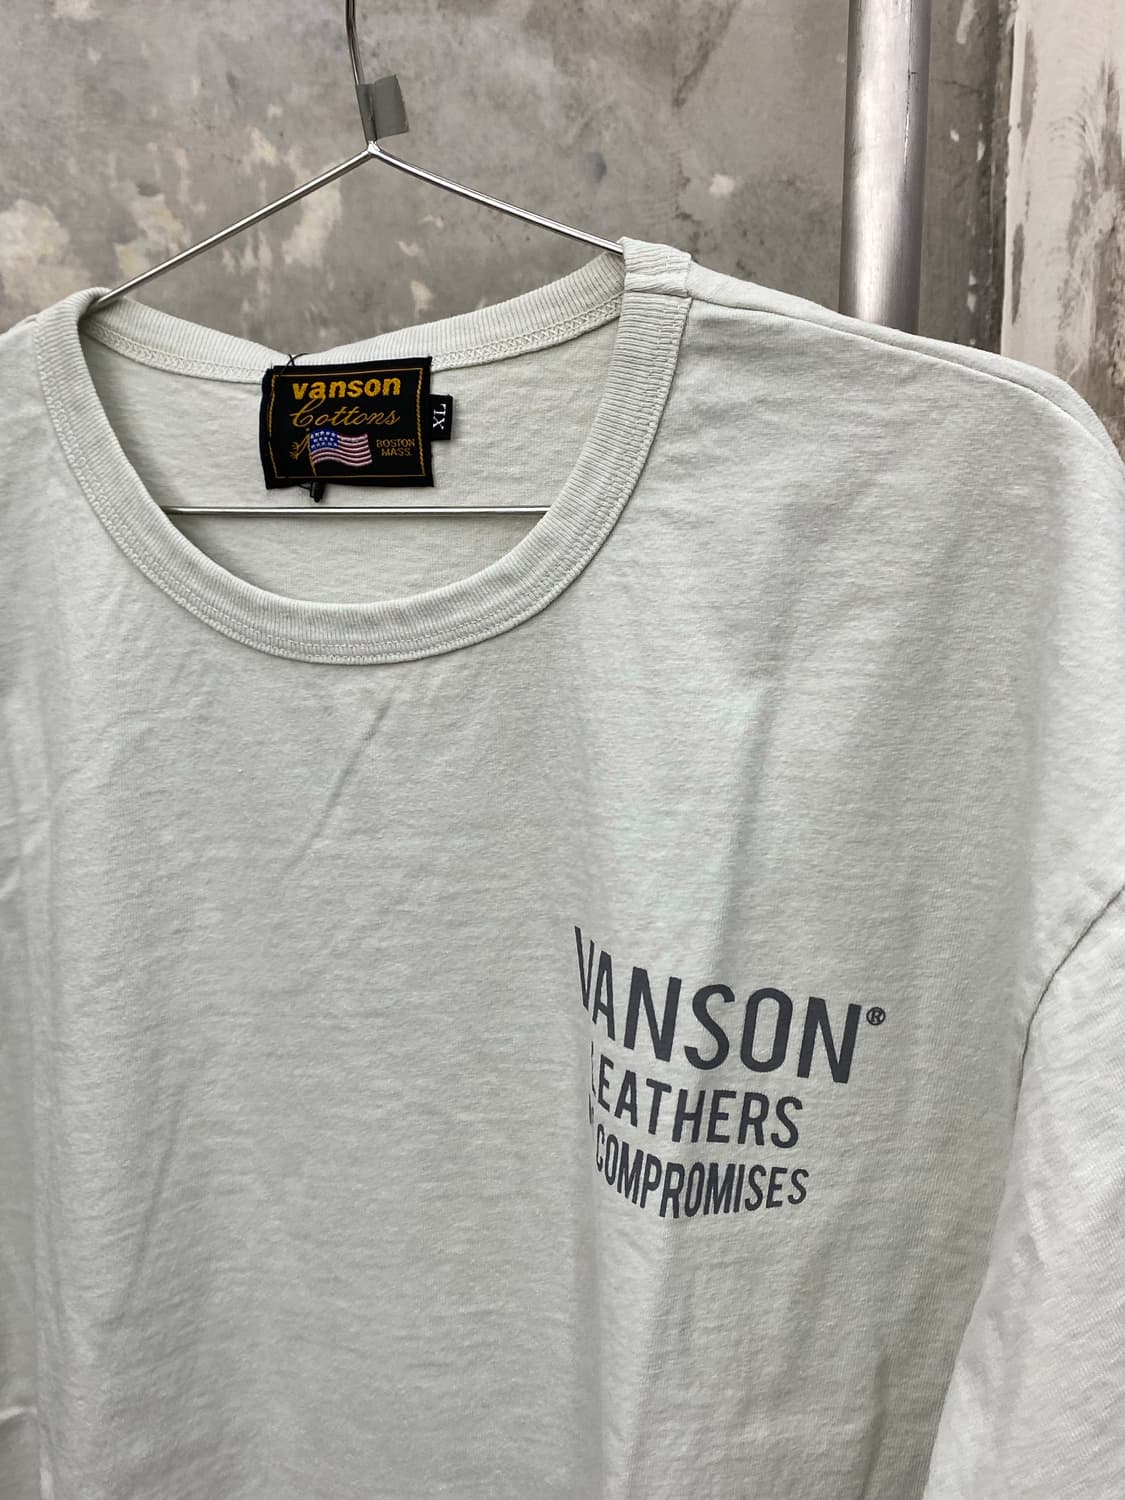 vanson
Cottons
BOSTON
MASS.
XL
VANSON®
LEATHERS
COMPROMISES